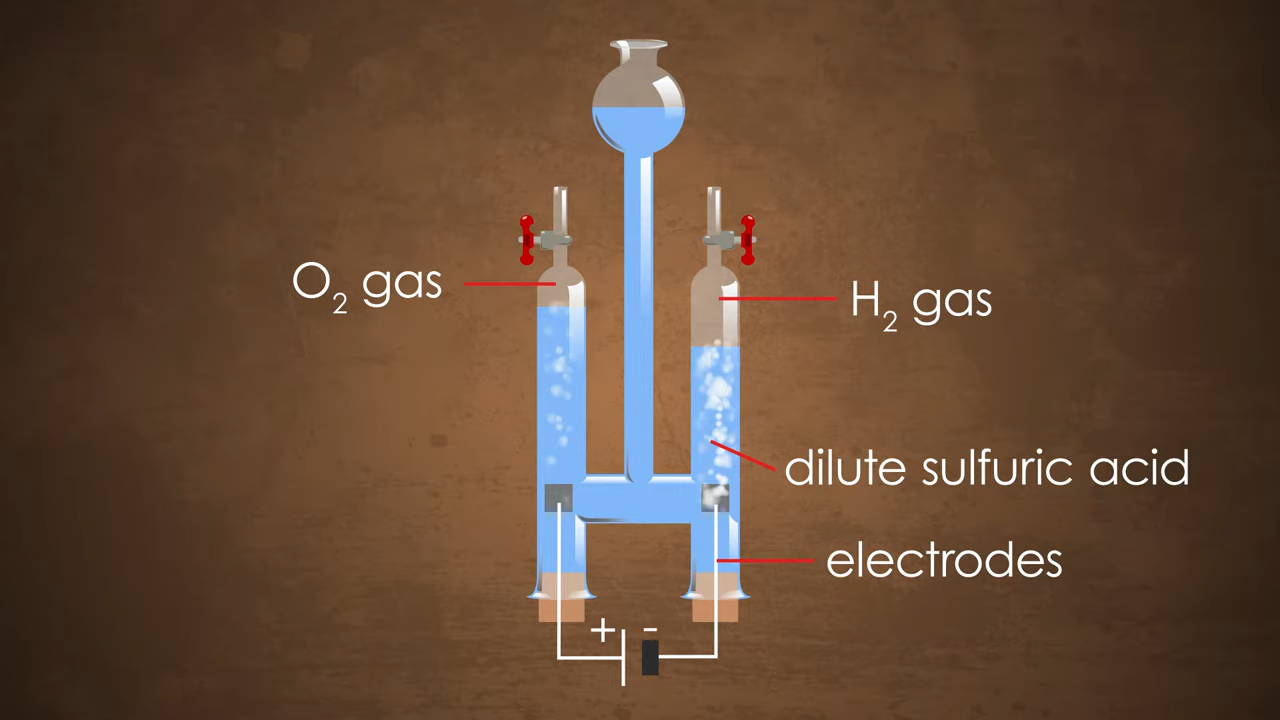 O₂ gas
H₂ gas
dilute sulfuric acid
electrodes
+ -